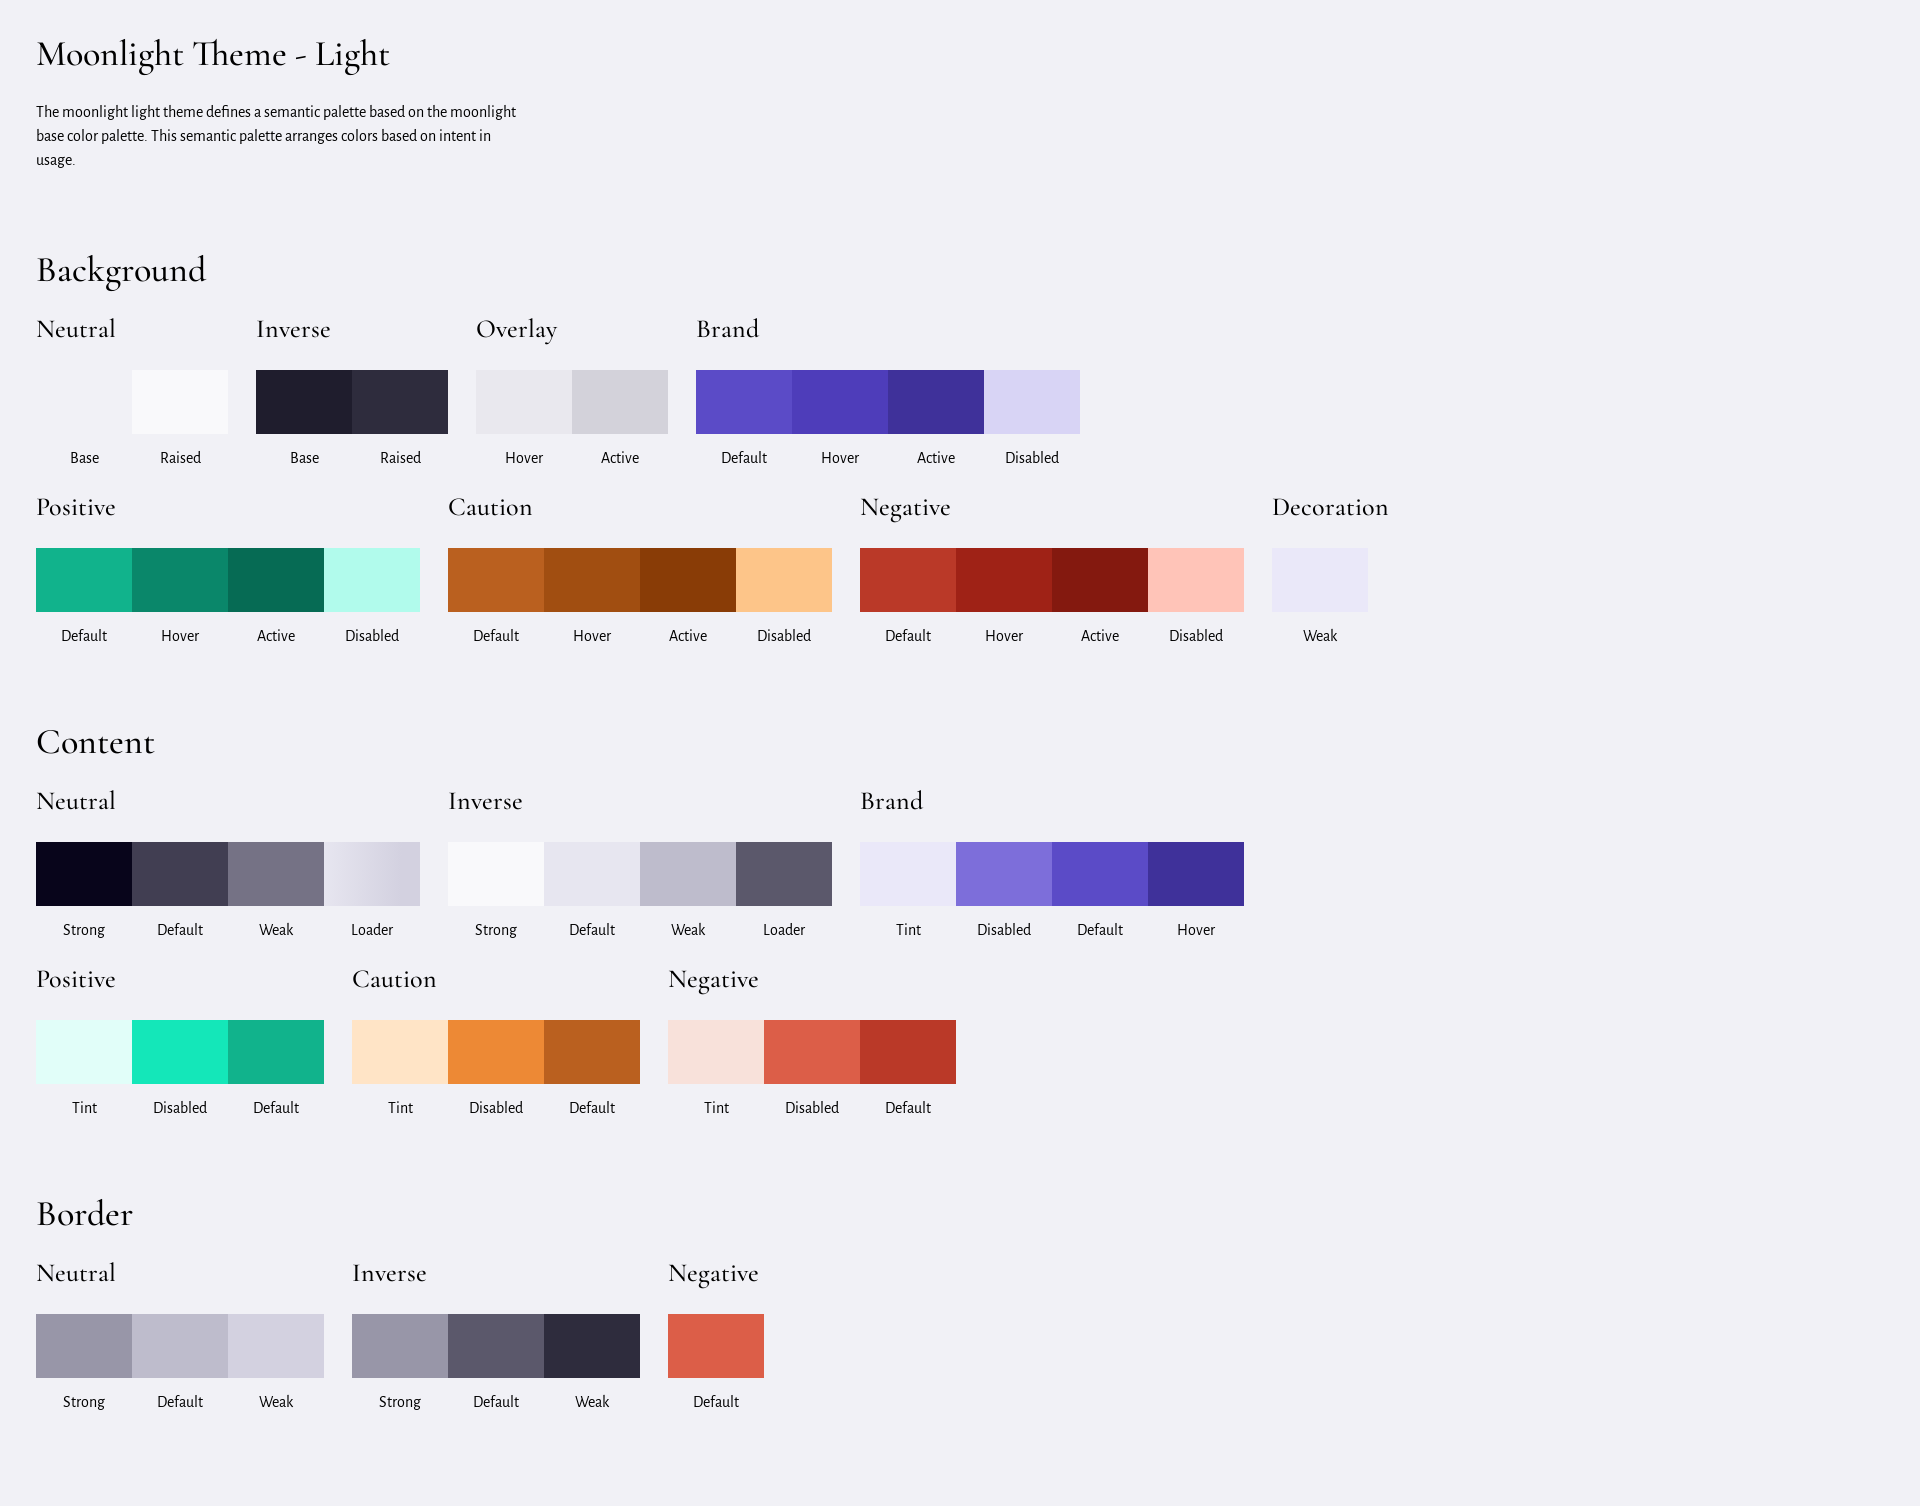 Moonlight Theme - Light
The moonlight light theme defines a semantic palette based on the moonlight
base color palette. This semantic palette arranges colors based on intent in
usage.
Background
Neutral Inverse Overlay Brand
Base Raised Base Raised Hover Active Default Hover Active Disabled
Positive Caution Negative Decoration
Default Hover Active Disabled Default Hover Active Disabled Default Hover Active Disabled Weak
Content
Neutral Inverse Brand
Strong Default Weak Loader Strong Default Weak Loader Tint Disabled Default Hover
Positive Caution Negative
Tint Disabled Default Tint Disabled Default Tint Disabled Default
Border
Neutral Inverse Negative
Strong Default Weak Strong Default Weak Default